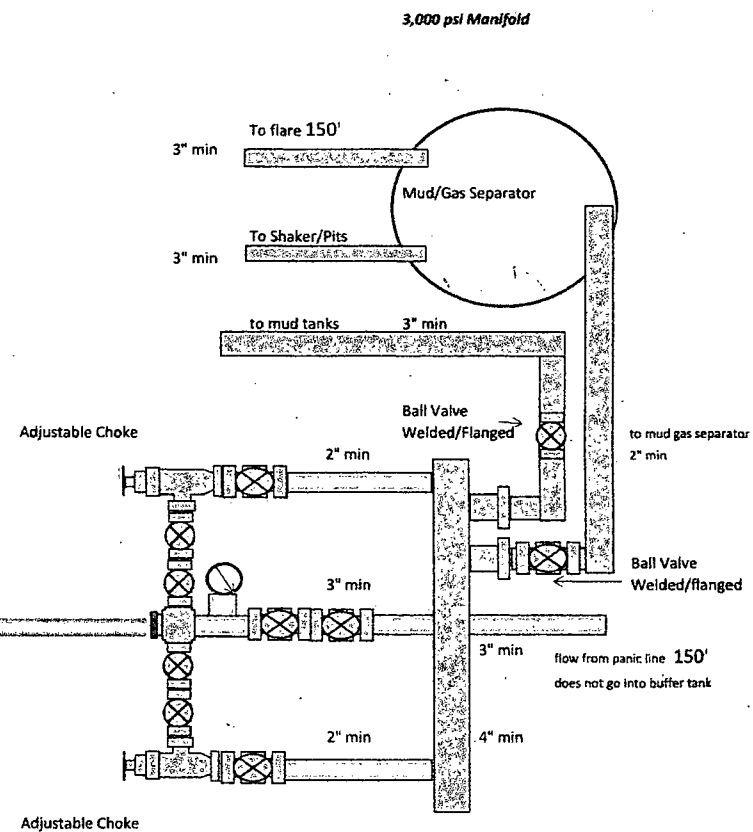 3,000 psi Manifold
To flare 150'
3" min
Mud/Gas Separator
To Shaker/Pits
3" min
to mud tanks 3" min
Ball Valve
Welded/Flanged
Adjustable Choke
to mud gas separator
2" min
2" min
Ball Valve
Welded/flanged
3" min
3" min
flow from panic line 150'
does not go into buffer tank
2" min
4" min
Adjustable Choke